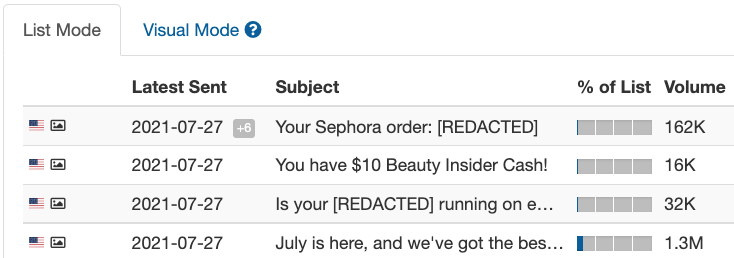 List Mode Visual Mode ?
Latest Sent Subject % of List Volume
2021-07-27 +6 Your Sephora order: [REDACTED] 162K
2021-07-27 You have $10 Beauty Insider Cash! 16K
2021-07-27 Is your [REDACTED] running on e... 32K
2021-07-27 July is here, and we've got the bes... 1.3M